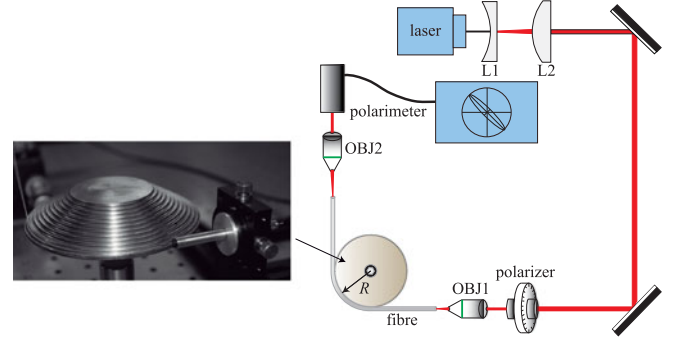 laser
L1
L2
polarimeter
OBJ2
R
OBJ1
polarizer
fibre